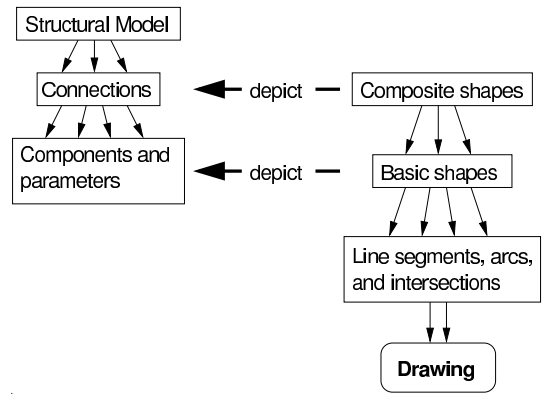 Structural Model
Connections
depict
Composite shapes
Components and
parameters
depict
Basic shapes
Line segments, arcs,
and intersections
Drawing